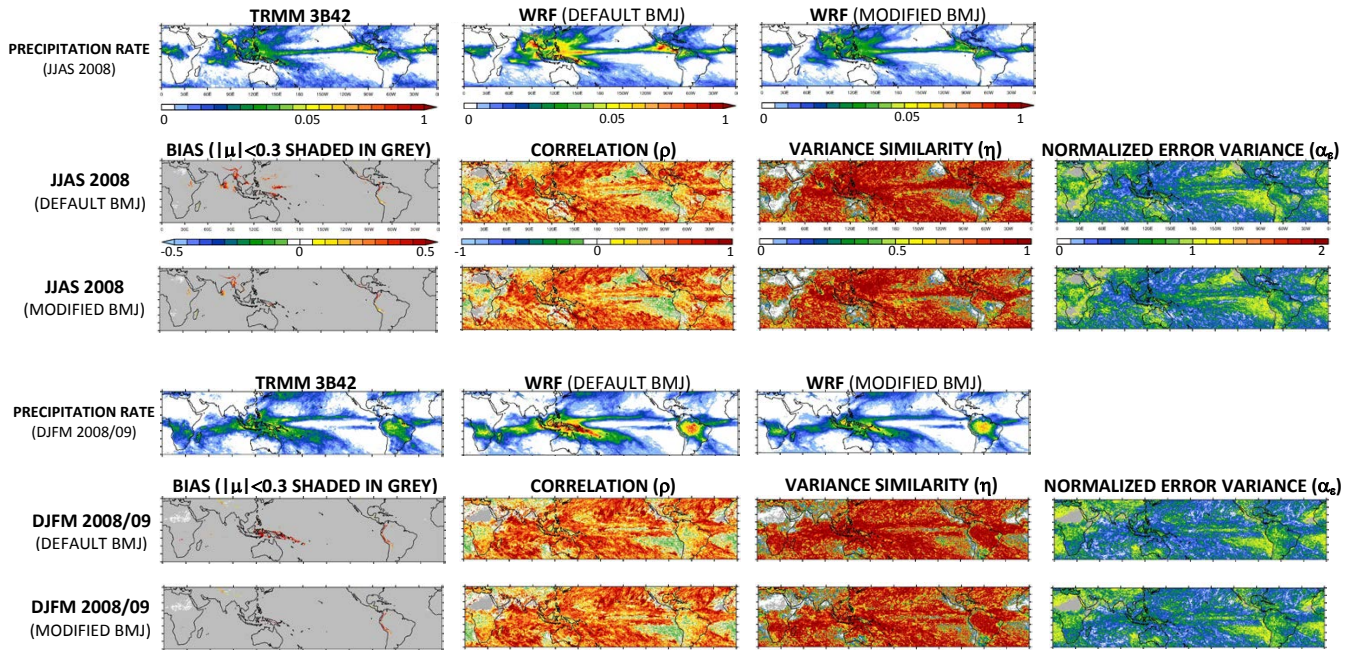 TRMM 3B42
WRF (DEFAULT BMJ)
WRF (MODIFIED BMJ)
PRECIPITATION RATE
(JJAS 2008)
0 0.05 1
0 0.05 1
0 0.05 1
BIAS (|μ|<0.3 SHADED IN GREY)
CORRELATION (ρ)
VARIANCE SIMILARITY (η)
NORMALIZED ERROR VARIANCE (αε)
JJAS 2008
(DEFAULT BMJ)
-0.5 0 0.5
-1 0 1
0 0.5 1
0 1 2
JJAS 2008
(MODIFIED BMJ)
TRMM 3B42
WRF (DEFAULT BMJ)
WRF (MODIFIED BMJ)
PRECIPITATION RATE
(DJFM 2008/09)
BIAS (|μ|<0.3 SHADED IN GREY)
CORRELATION (ρ)
VARIANCE SIMILARITY (η)
NORMALIZED ERROR VARIANCE (αε)
DJFM 2008/09
(DEFAULT BMJ)
DJFM 2008/09
(MODIFIED BMJ)